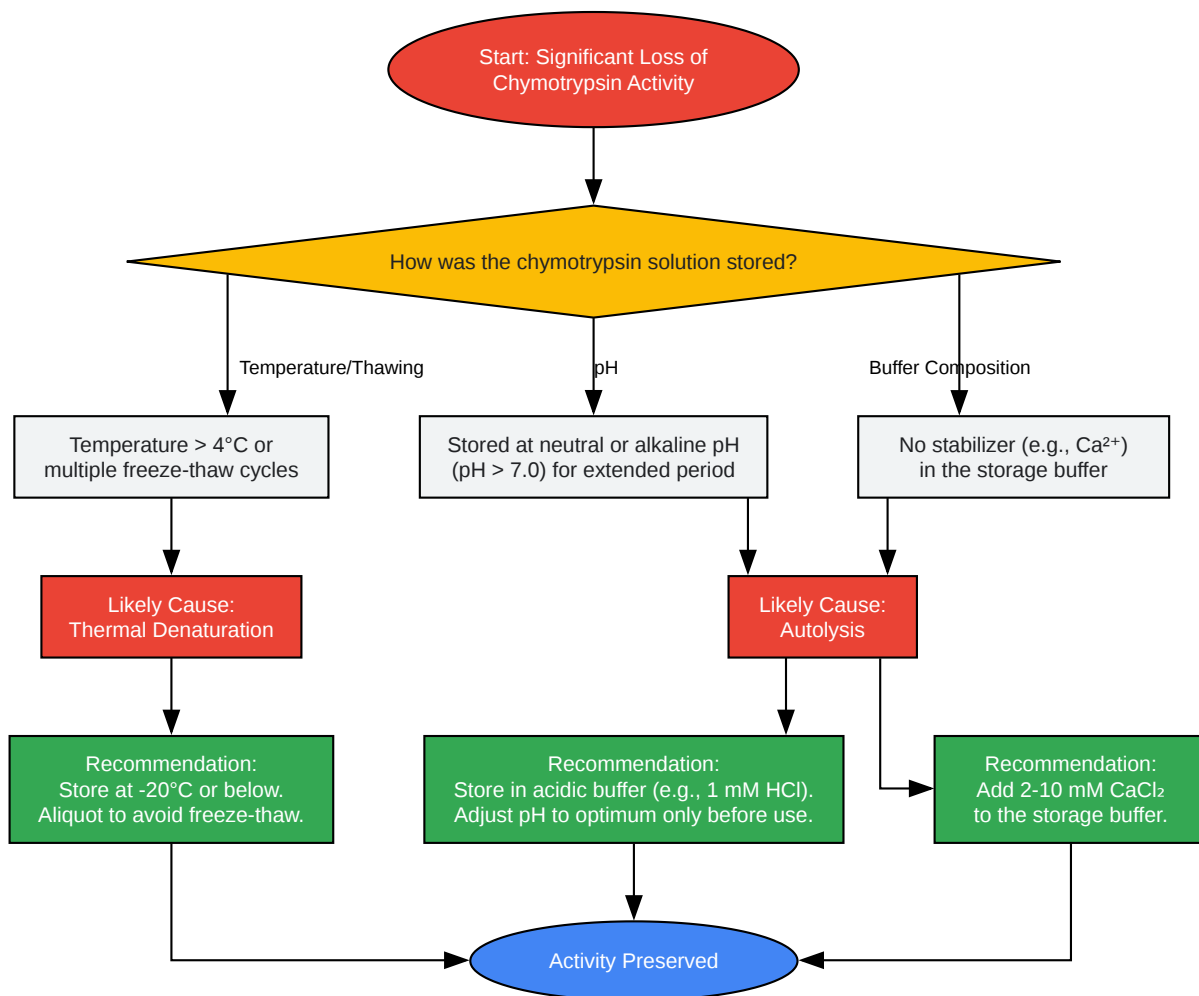 Start: Significant Loss of
Chymotrypsin Activity
How was the chymotrypsin solution stored?
Temperature/Thawing
pH
Buffer Composition
Temperature > 4°C or
multiple freeze-thaw cycles
Stored at neutral or alkaline pH
(pH > 7.0) for extended period
No stabilizer (e.g., Ca²⁺)
in the storage buffer
Likely Cause:
Thermal Denaturation
Likely Cause:
Autolysis
Recommendation:
Store at -20°C or below.
Aliquot to avoid freeze-thaw.
Recommendation:
Store in acidic buffer (e.g., 1 mM HCl).
Adjust pH to optimum only before use.
Recommendation:
Add 2-10 mM CaCl₂
to the storage buffer.
Activity Preserved